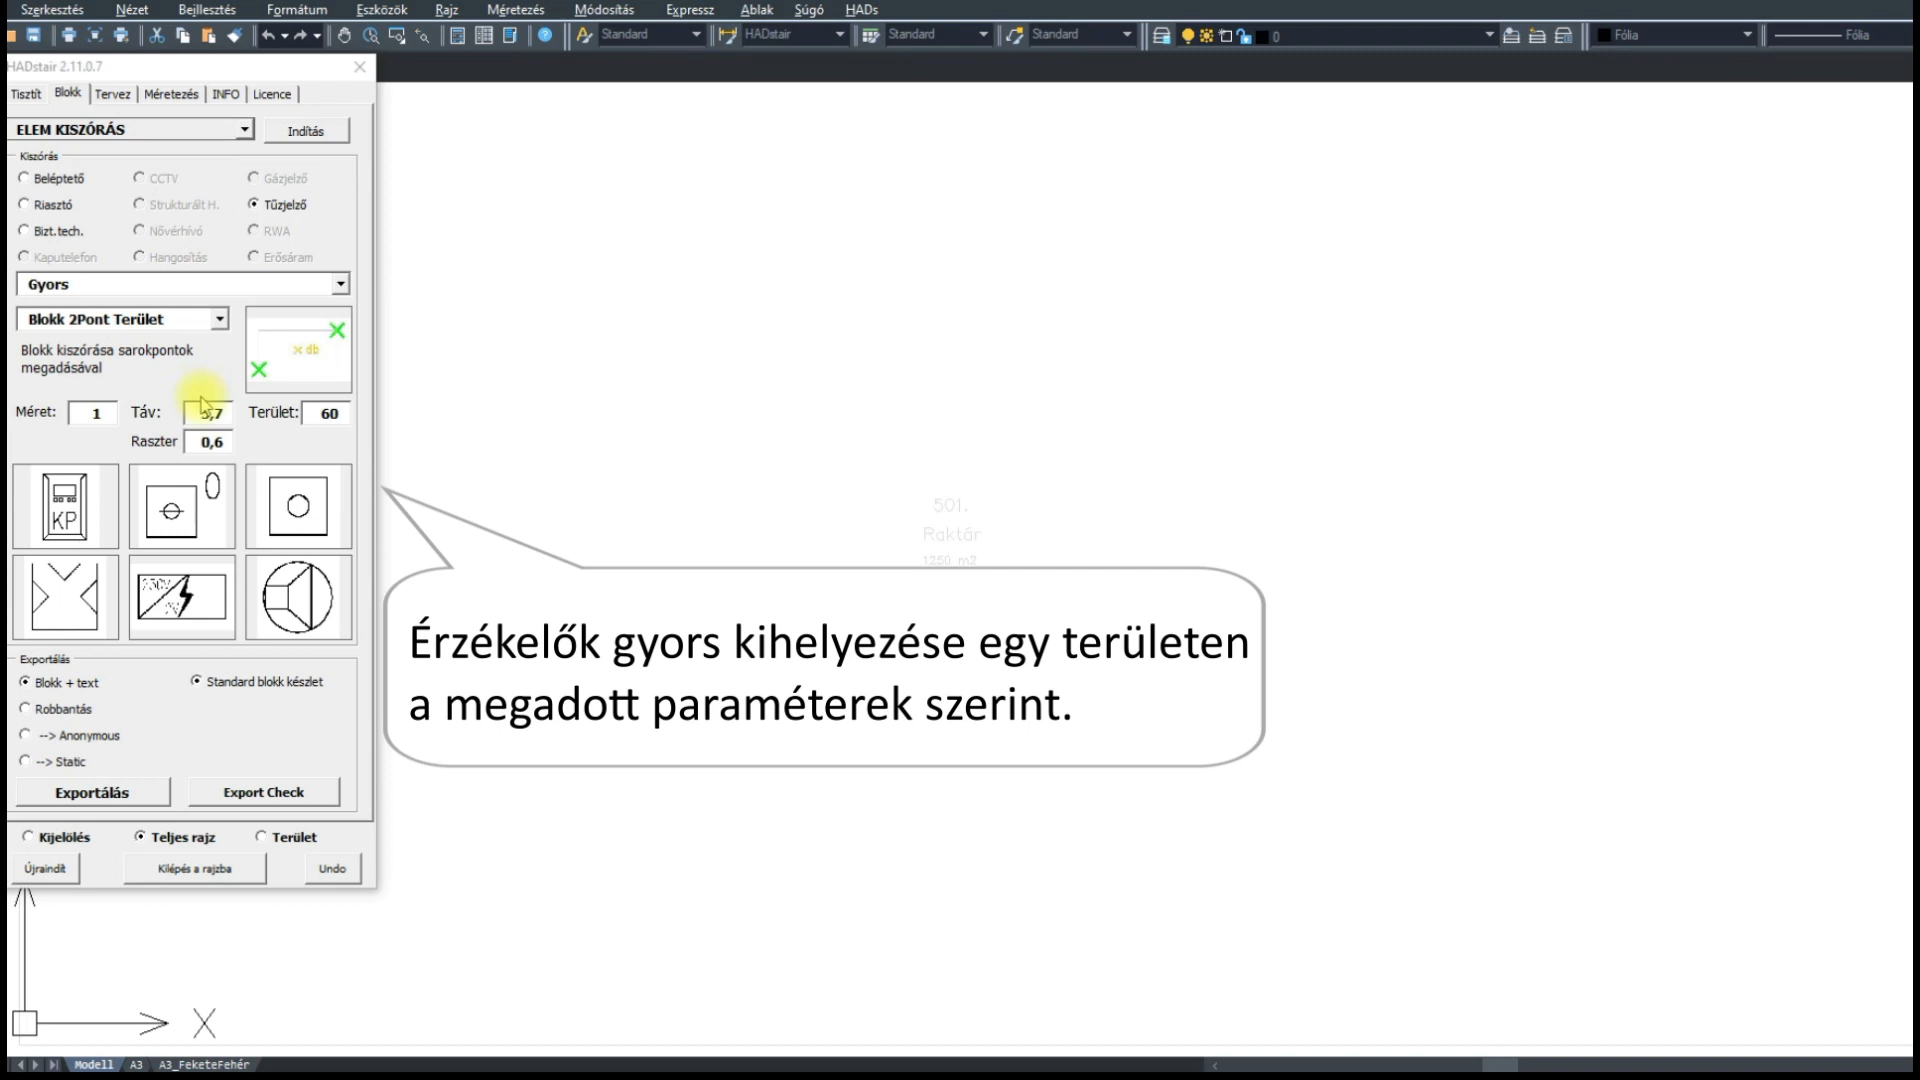 Szerkesztés Nézet Beillesztés Formátum Eszközök Rajz Méretezés Módosítás Expressz Ablak Súgó HADs
Standard HADstair Standard Standard 0 Fólia Fólia
HADstair 2.11.0.7
Tisztít Blokk Tervez Méretezés INFO Licence
ELEM KISZÓRÁS Indítás
Kiszórás
Beléptető CCTV Gázjelző
Riasztó Strukturált H. Tűzjelző
Bizt.tech. Nővérhívó RWA
Kaputelefon Hangosítás Erősáram
Gyors
Blokk 2Pont Terület
x db
Blokk kiszórása sarokpontok
megadásával
Méret: 1 Táv: Terület: 60
Raszter 0,6
KP
230V
Exportálás
Blokk + text Standard blokk készlet
Robbantás
--> Anonymous
--> Static
Exportálás Export Check
Kijelölés Teljes rajz Terület
Újraindít Kilépés a rajzba Undo
501.
Raktár
1250 m2
Érzékelők gyors kihelyezése egy területen
a megadott paraméterek szerint.
X
Modell A3 A3_FeketeFehér